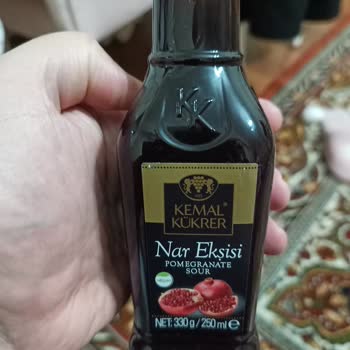 KK
KEMAL®
KÜKRER
Nar Ekşisi
POMEGRANATE
SOUR
NET: 330 g / 250 ml ℮